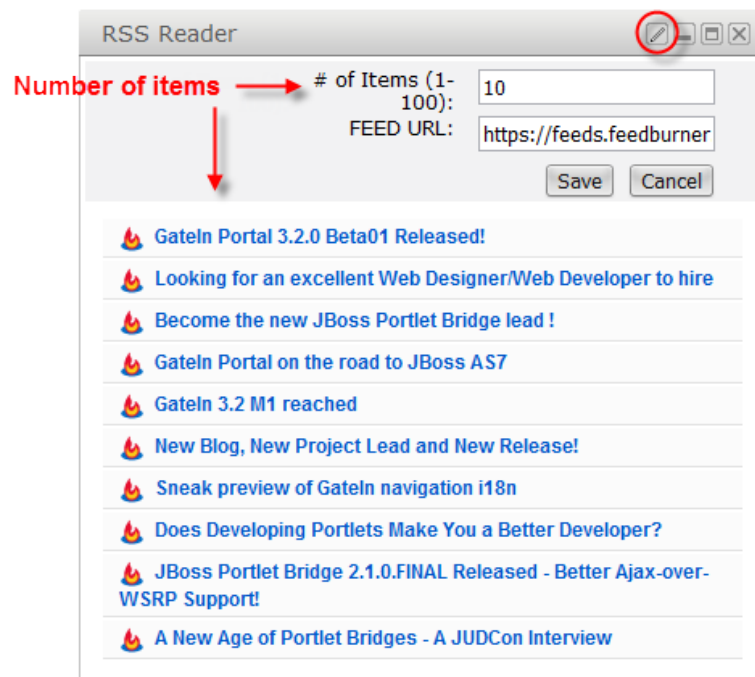 RSS Reader
Number of items
# of Items (1-
100):
10
FEED URL:
https://feeds.feedburner
Save
Cancel
GateIn Portal 3.2.0 Beta01 Released!
Looking for an excellent Web Designer/Web Developer to hire
Become the new JBoss Portlet Bridge lead !
GateIn Portal on the road to JBoss AS7
GateIn 3.2 M1 reached
New Blog, New Project Lead and New Release!
Sneak preview of GateIn navigation i18n
Does Developing Portlets Make You a Better Developer?
JBoss Portlet Bridge 2.1.0.FINAL Released - Better Ajax-over-
WSRP Support!
A New Age of Portlet Bridges - A JUDCon Interview